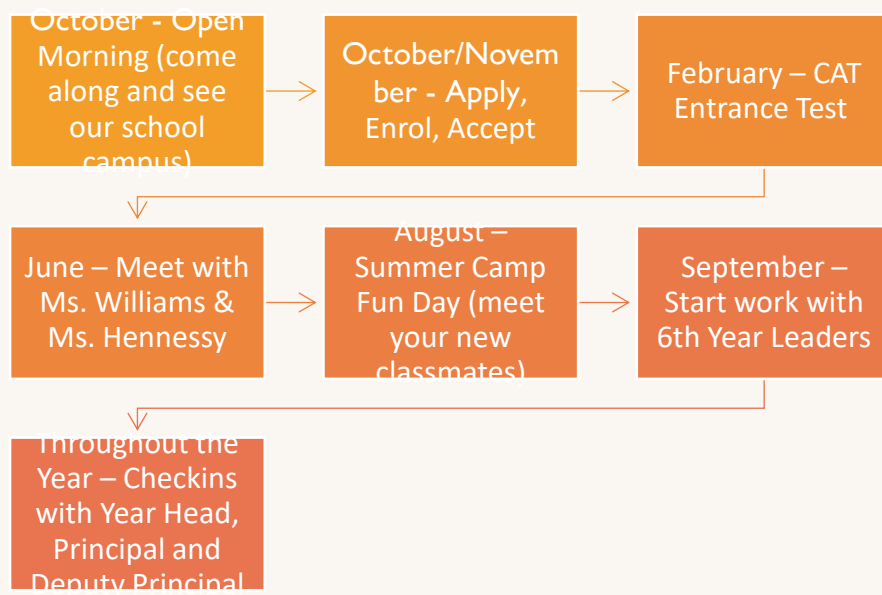 October - Open
Morning (come
along and see
our school
campus)
October/Novem
ber - Apply,
Enrol, Accept
February – CAT
Entrance Test
June – Meet with
Ms. Williams &
Ms. Hennessy
August –
Summer Camp
Fun Day (meet
your new
classmates)
September –
Start work with
6th Year Leaders
Throughout the
Year – Checkins
with Year Head,
Principal and
Deputy Principal